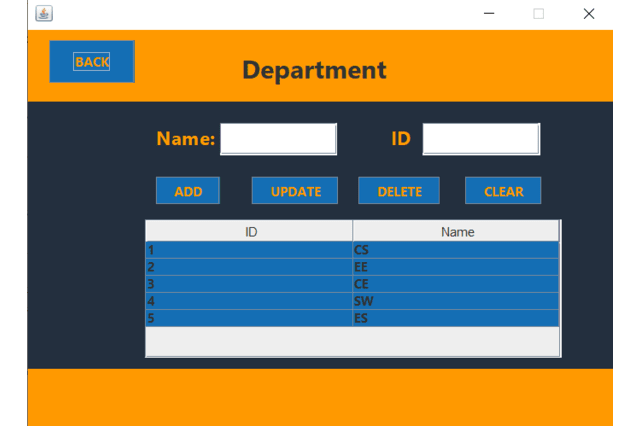 BACK
Department
Name: ID
ADD UPDATE DELETE CLEAR
ID Name
1 CS
2 EE
3 CE
4 SW
5 ES